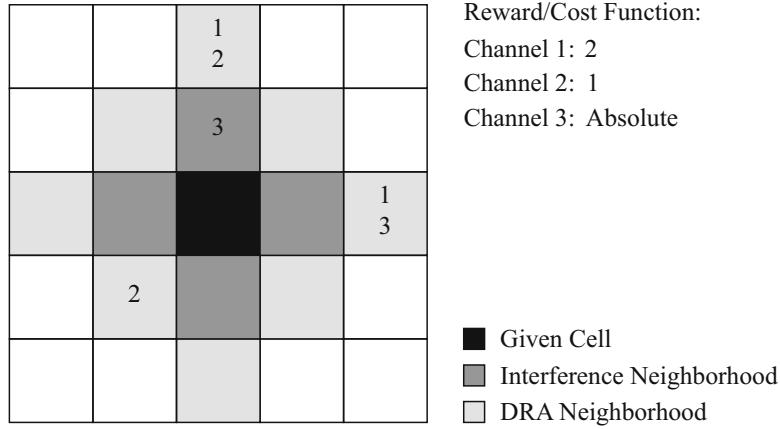 1
2
3
1
3
2
Reward/Cost Function:
Channel 1: 2
Channel 2: 1
Channel 3: Absolute
Given Cell
Interference Neighborhood
DRA Neighborhood